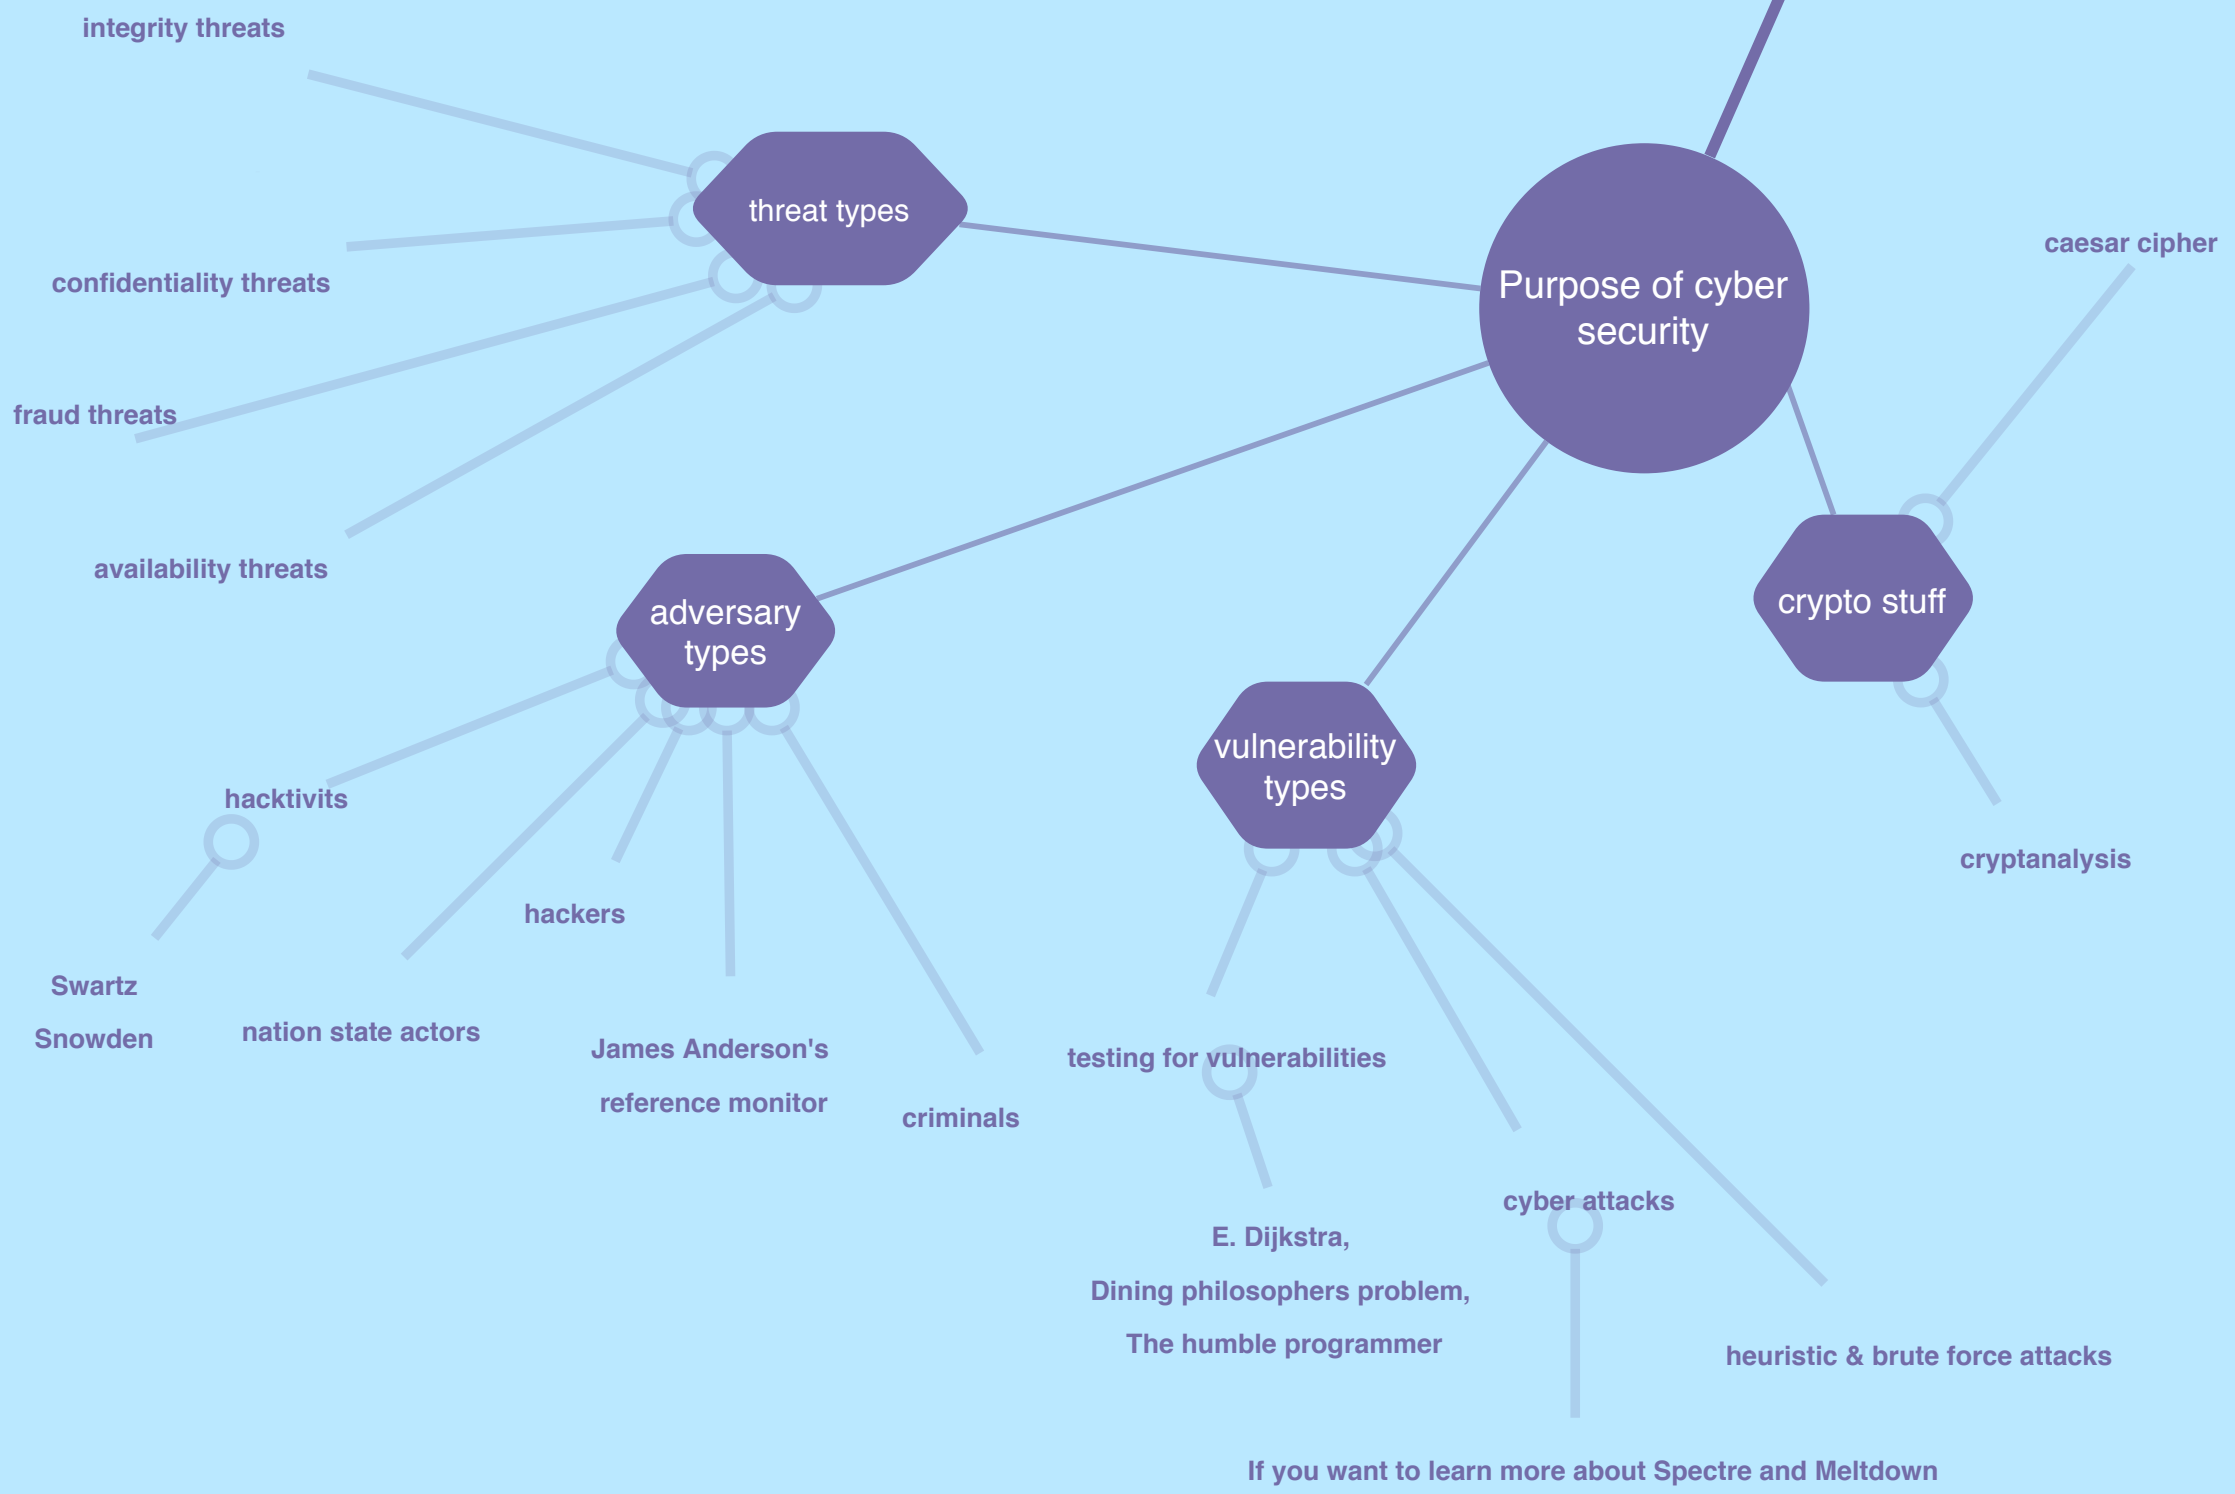 integrity threats
threat types
confidentiality threats
fraud threats
availability threats
Purpose of cyber
security
caesar cipher
crypto stuff
cryptanalysis
adversary
types
hacktivits
Swartz
Snowden
nation state actors
hackers
James Anderson's
reference monitor
criminals
vulnerability
types
testing for vulnerabilities
E. Dijkstra,
Dining philosophers problem,
The humble programmer
cyber attacks
If you want to learn more about Spectre and Meltdown
heuristic & brute force attacks